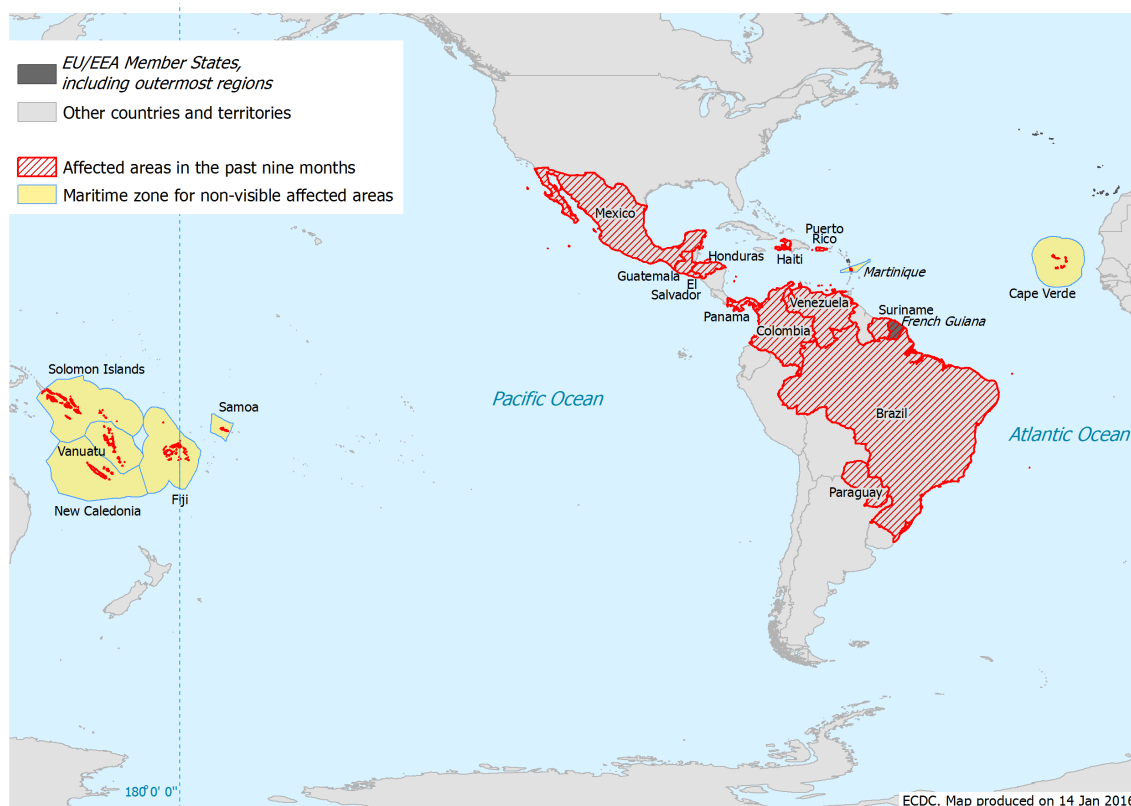 EU/EEA Member States,
including outermost regions
Other countries and territories
Affected areas in the past nine months
Maritime zone for non-visible affected areas
Mexico
Puerto
Rico
Honduras
Haiti
Martinique
Guatemala
El
Salvador
Cape Verde
Panama
Venezuela
Suriname
French Guiana
Colombia
Solomon Islands
Samoa
Pacific Ocean
Brazil
Atlantic Ocean
Vanuatu
Paraguay
Fiji
New Caledonia
180° 0' 0"
ECDC. Map produced on 14 Jan 2016